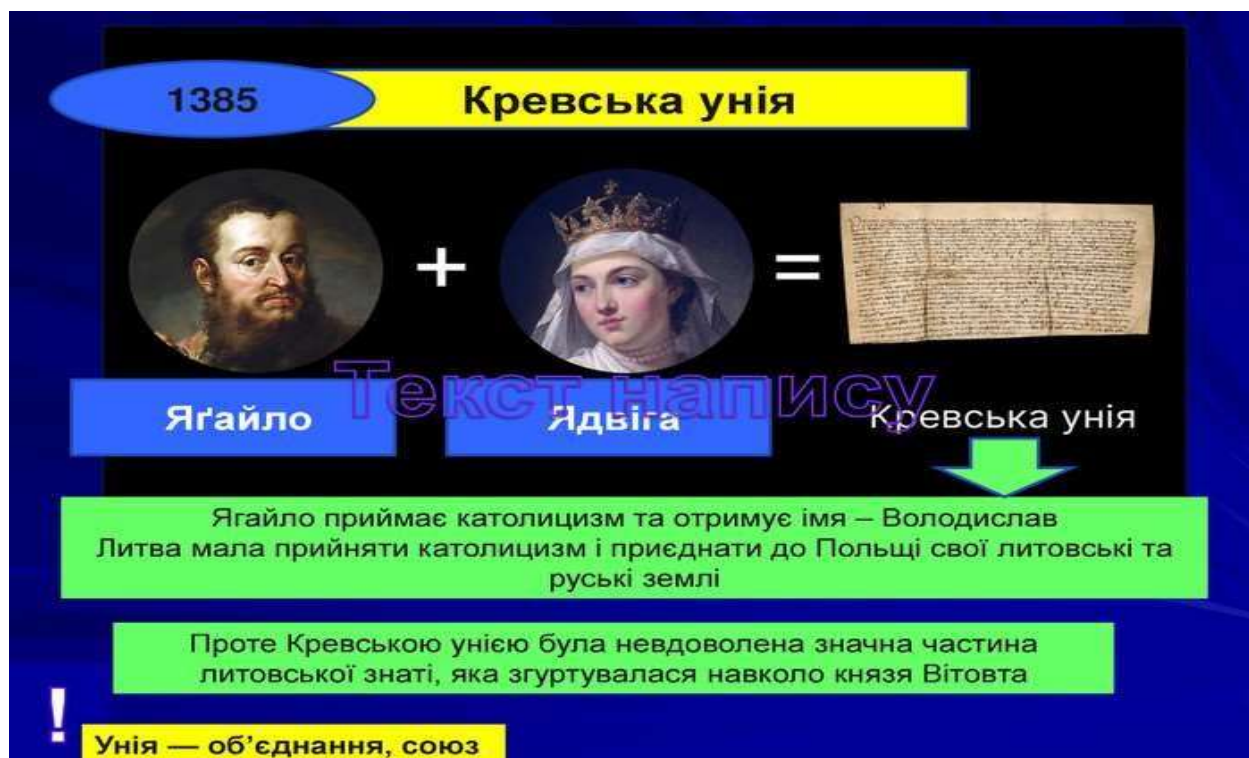 1385
Кревська унія
+
=
Текст напису
Яґайло
Ядвіґа
Кревська унія
Ягайло приймає католицизм та отримує імя – Володислав
Литва мала прийняти католицизм і приєднати до Польщі свої литовські та
руські землі
Проте Кревською унією була невдоволена значна частина
литовської знаті, яка згуртувалася навколо князя Вітовта
!
Унія — об’єднання, союз